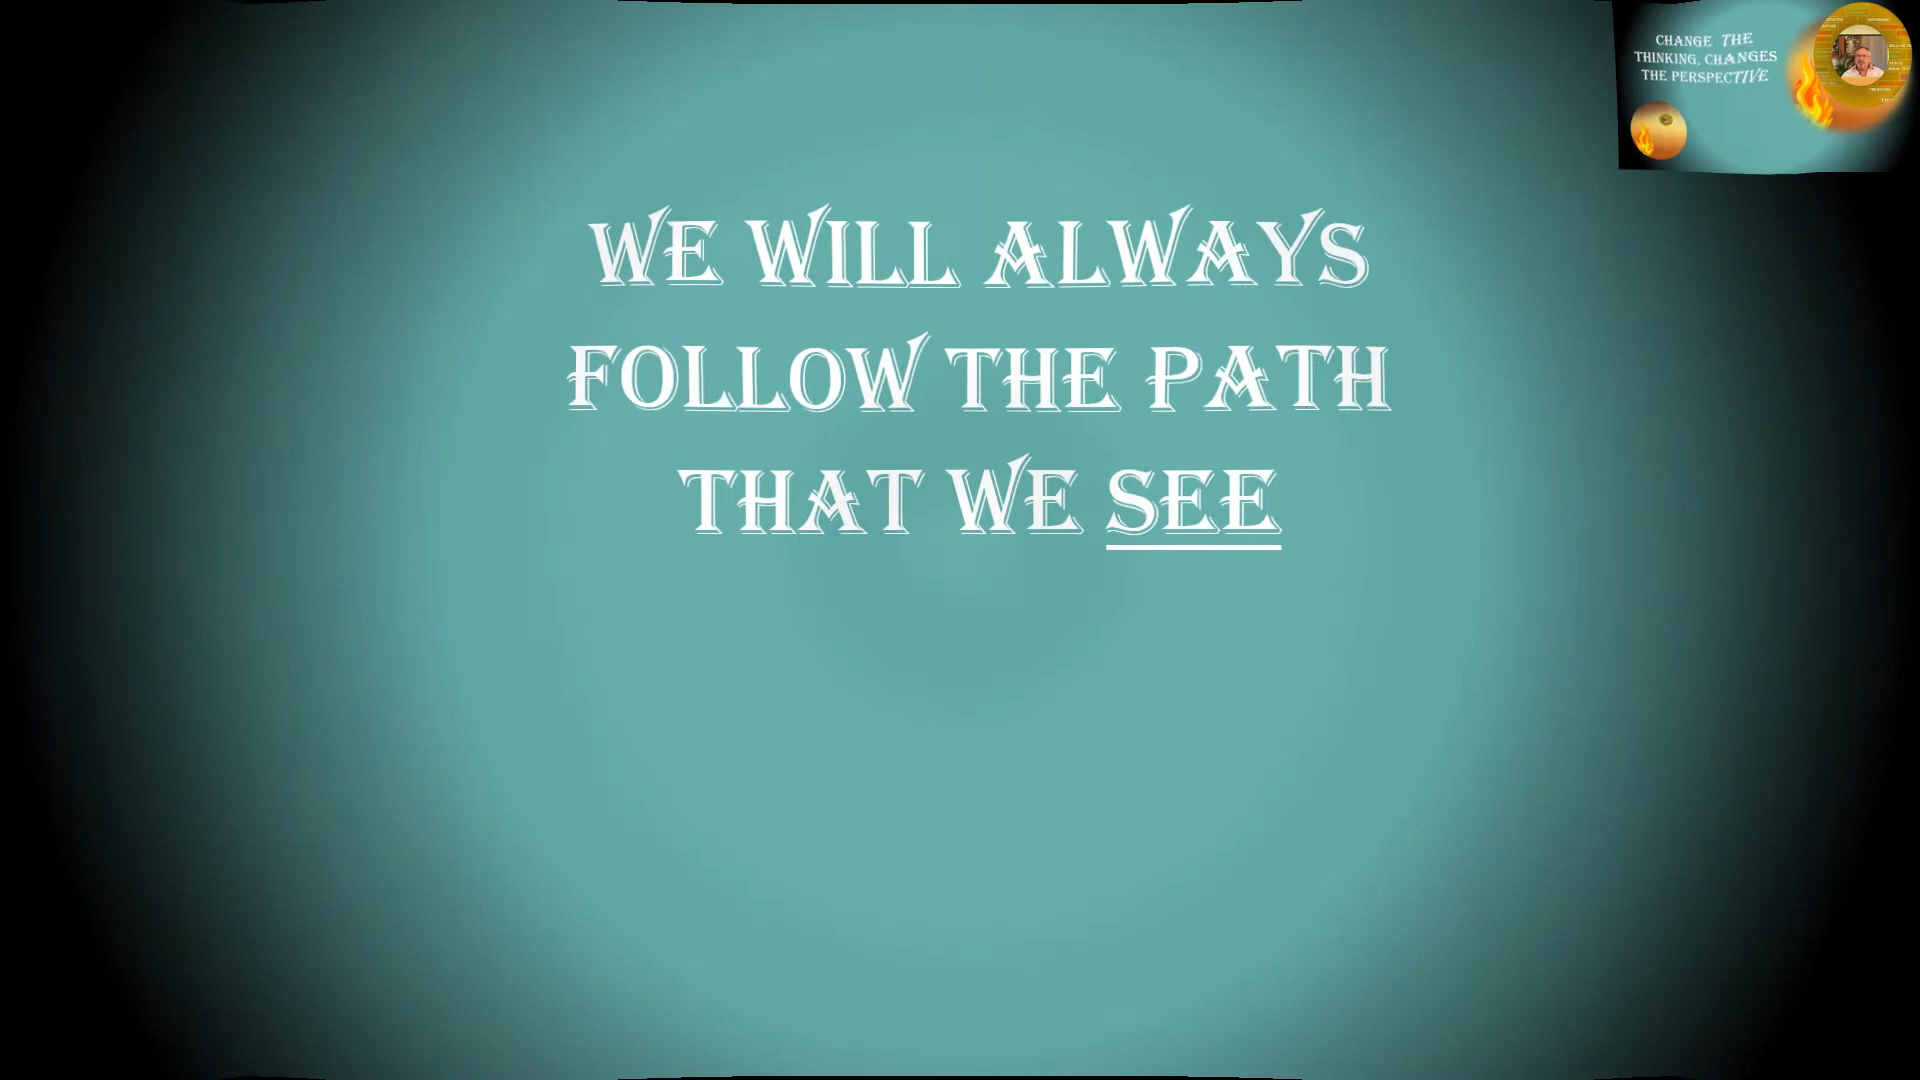 WE WILL ALWAYS
FOLLOW THE PATH
THAT WE SEE
CHANGE THE
THINKING, CHANGES
THE PERSPECTIVE